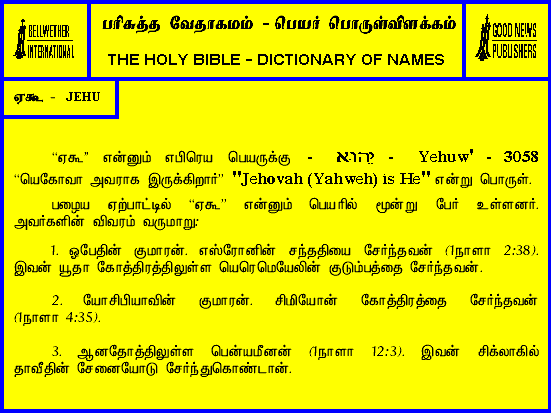 BELLWETHER
INTERNATIONAL
பரிசுத்த வேதாகமம் - பெயர் பொருள்விளக்கம்
THE HOLY BIBLE - DICTIONARY OF NAMES
GOOD NEWS
PUBLISHERS
ஏகூ - JEHU
“ஏகூ” என்னும் எபிரெய பெயருக்கு - יֵהוּא - Yehuw' - 3058
“யெகோவா அவராக இருக்கிறார்” "Jehovah (Yahweh) is He" என்று பொருள்.
பழைய ஏற்பாட்டில் “ஏகூ” என்னும் பெயரில் மூன்று பேர் உள்ளனர்.
அவர்களின் விவரம் வருமாறு:
1. ஓபேதின் குமாரன். எஸ்ரோனின் சந்ததியை சேர்ந்தவன் (1நாளா 2:38).
இவன் யூதா கோத்திரத்திலுள்ள யெரெமெயேலின் குடும்பத்தை சேர்ந்தவன்.
2. யோசிபியாவின் குமாரன். சிமியோன் கோத்திரத்தை சேர்ந்தவன்
(1நாளா 4:35).
3. ஆனதோத்திலுள்ள பென்யமீனன் (1நாளா 12:3). இவன் சிக்லாகில்
தாவீதின் சேனையோடு சேர்ந்துகொண்டான்.